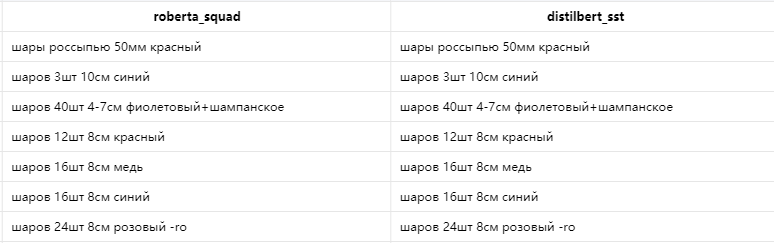 roberta_squad distilbert_sst
шары россыпью 50мм красный шары россыпью 50мм красный
шаров 3шт 10см синий шаров 3шт 10см синий
шаров 40шт 4-7см фиолетовый+шампанское шаров 40шт 4-7см фиолетовый+шампанское
шаров 12шт 8см красный шаров 12шт 8см красный
шаров 16шт 8см медь шаров 16шт 8см медь
шаров 16шт 8см синий шаров 16шт 8см синий
шаров 24шт 8см розовый -го шаров 24шт 8см розовый -го